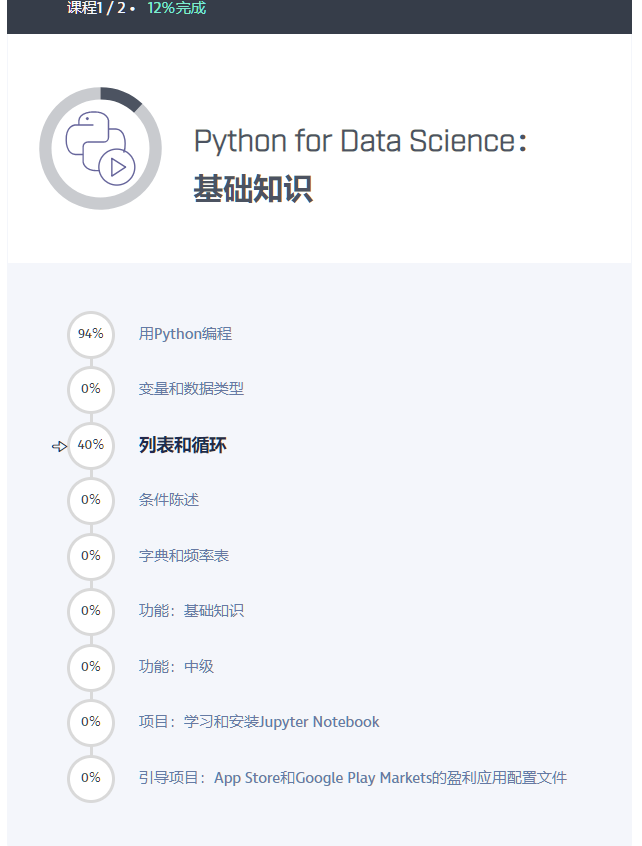 课程1 / 2 • 12%完成
Python for Data Science：
基础知识
94% 用Python编程
0% 变量和数据类型
40% 列表和循环
0% 条件陈述
0% 字典和频率表
0% 功能：基础知识
0% 功能：中级
0% 项目：学习和安装Jupyter Notebook
0% 引导项目：App Store和Google Play Markets的盈利应用配置文件